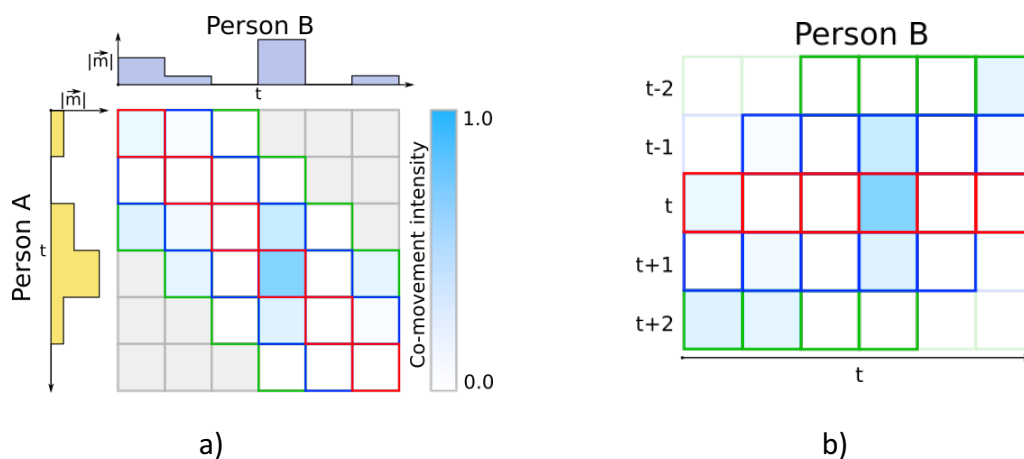 Person B
|m⃗|
t
|m⃗|
Person A
t
Co-movement intensity
1.0
0.0
a)
Person B
t-2
t-1
t
t+1
t+2
t
b)